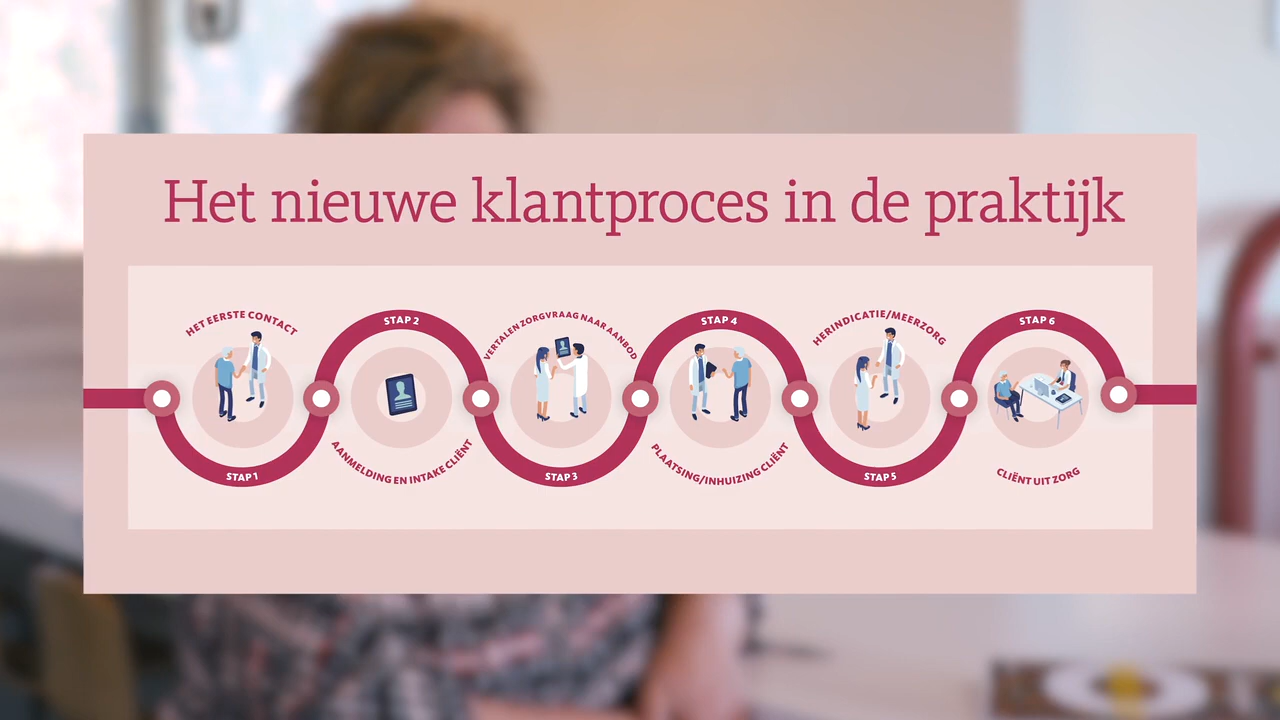 Het nieuwe klantproces in de praktijk
HET EERSTE CONTACT
STAP 1
STAP 2
AANMELDING EN INTAKE CLIËNT
VERTALEN ZORGVRAAG NAAR AANBOD
STAP 3
STAP 4
PLAATSING/INHUIZING CLIËNT
HERINDICATIE/MEERZORG
STAP 5
STAP 6
CLIËNT UIT ZORG